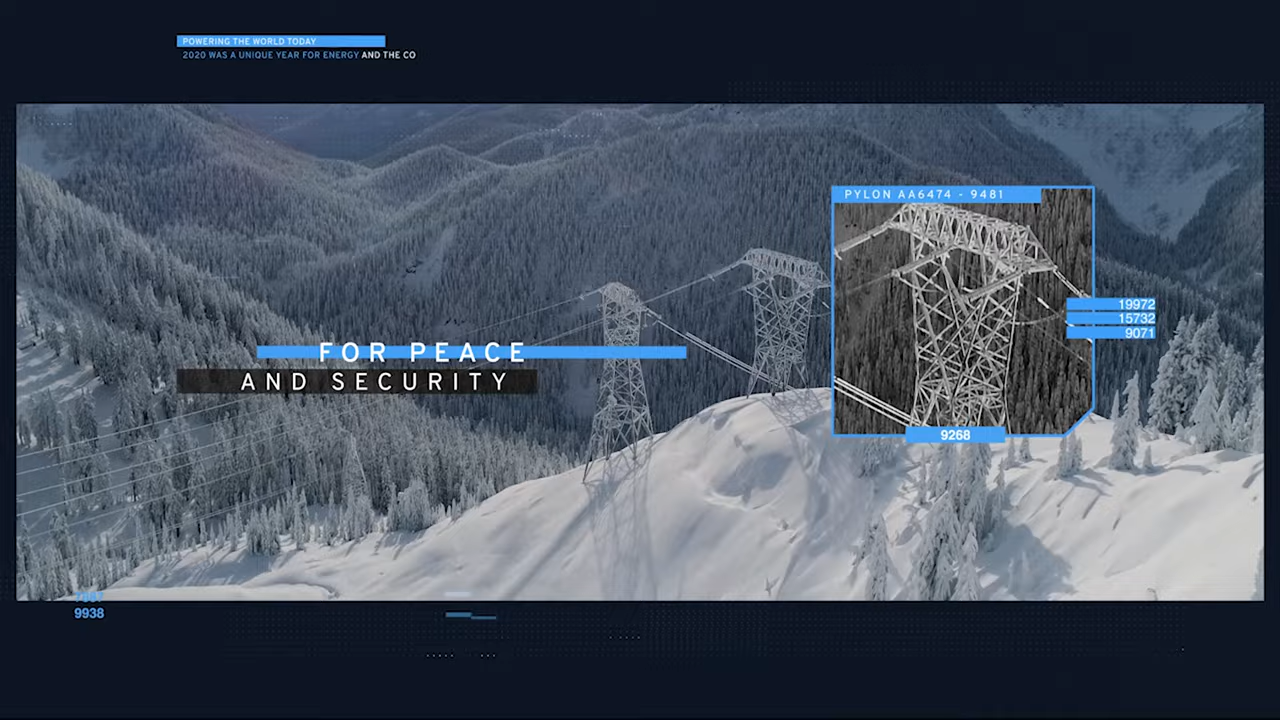 POWERING THE WORLD TODAY
2020 WAS A UNIQUE YEAR FOR ENERGY AND THE CO
PYLON AA6474 - 9481
19972
15732
9071
FOR PEACE
AND SECURITY
9268
9938